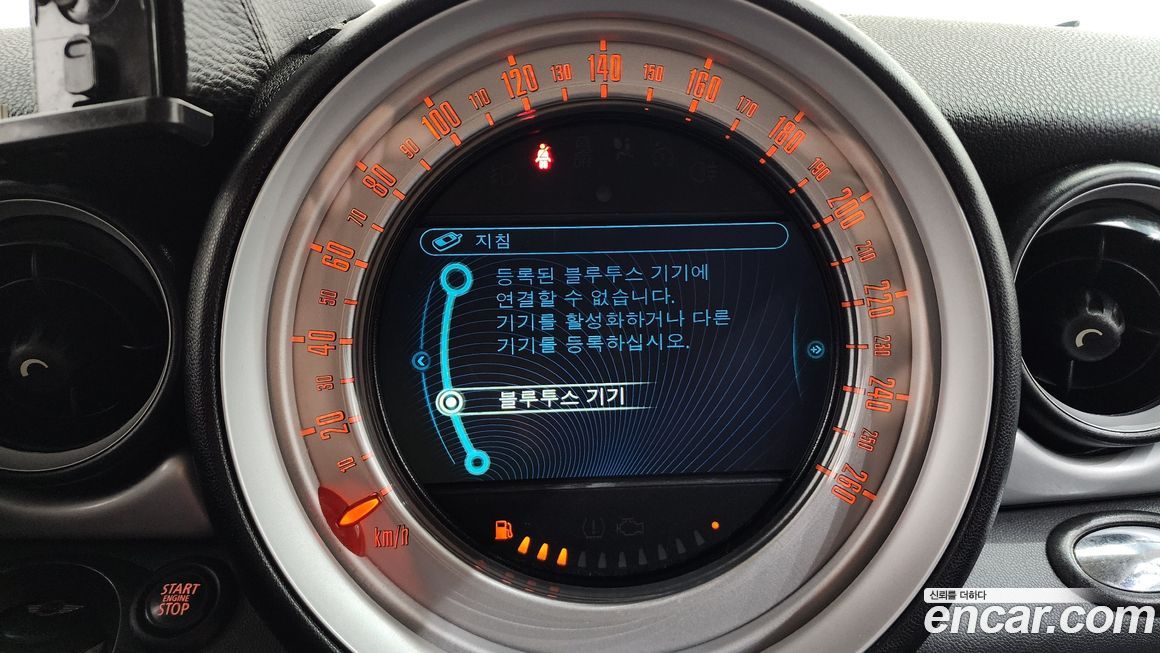 10
20
30
40
50
60
70
80
90
100
110
120
130
140
150
160
170
180
190
200
210
220
230
240
250
260
km/h
지침
등록된 블루투스 기기에
연결할 수 없습니다.
기기를 활성화하거나 다른
기기를 등록하십시오.
블루투스 기기
START
ENGINE
STOP
신뢰를 더하다
encar.com